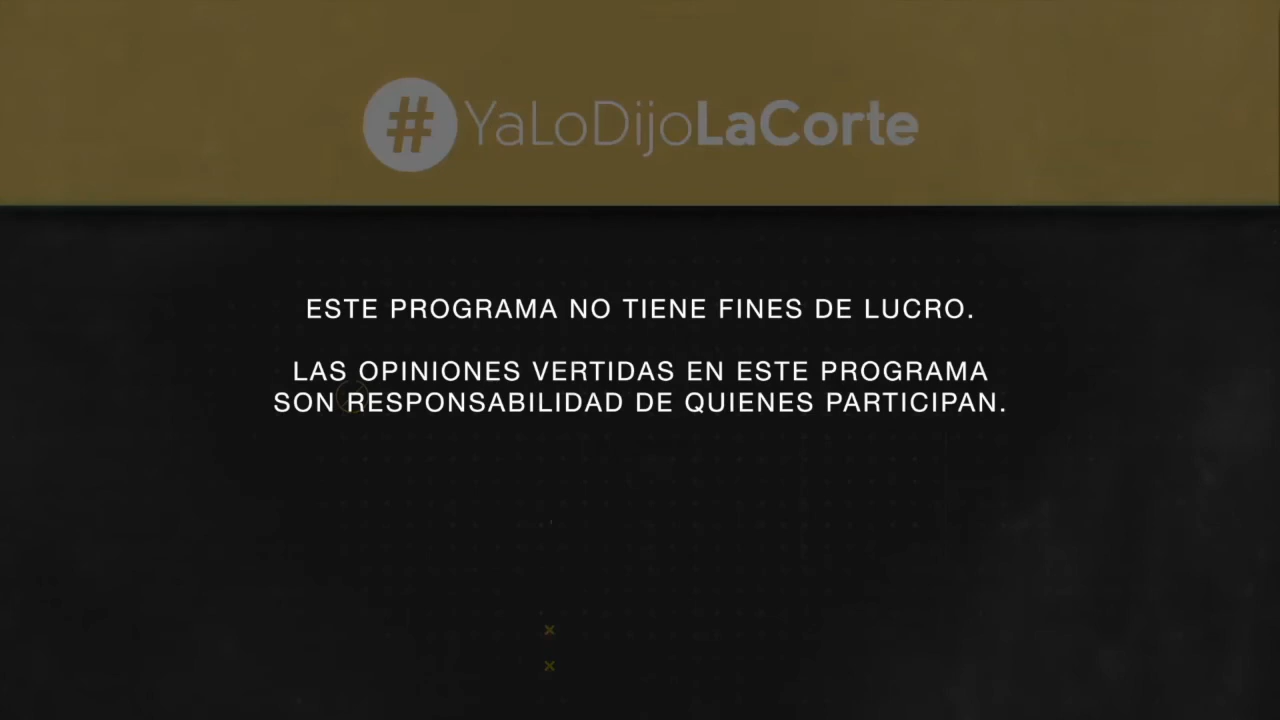 #YaLoDijoLaCorte
ESTE PROGRAMA NO TIENE FINES DE LUCRO.
LAS OPINIONES VERTIDAS EN ESTE PROGRAMA
SON RESPONSABILIDAD DE QUIENES PARTICIPAN.